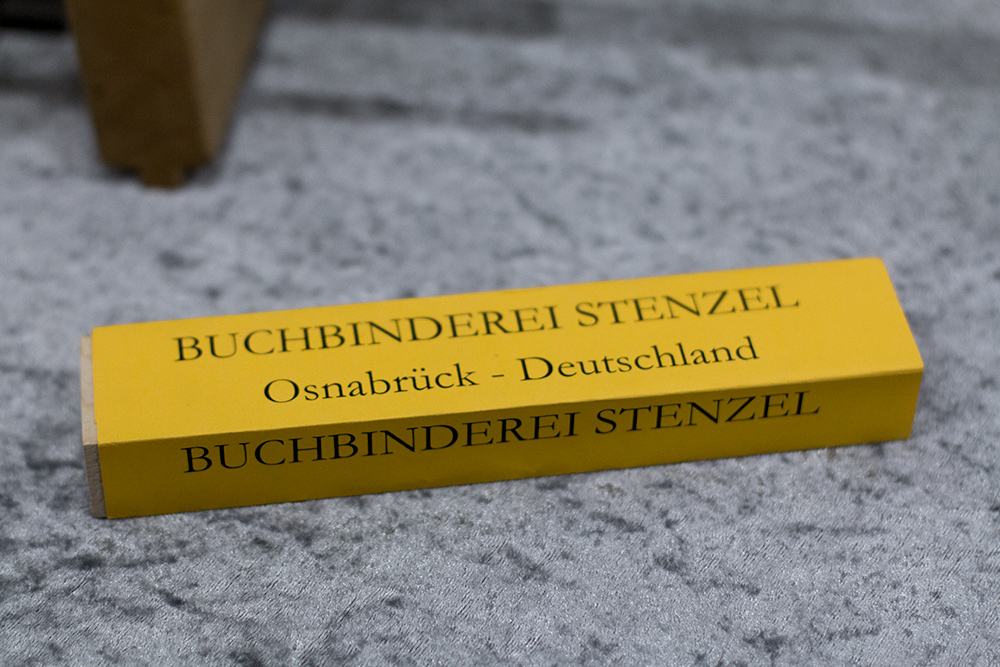 BUCHBINDEREI STENZEL
Osnabrück - Deutschland
BUCHBINDEREI STENZEL